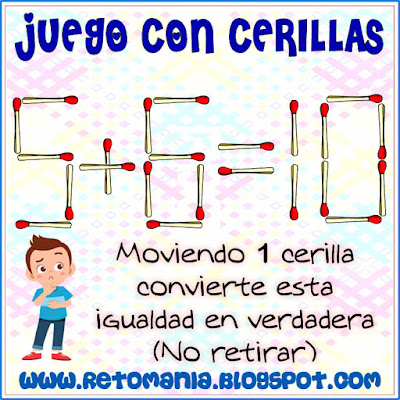 JUEGO CON CERILLAS
5+6=10
Moviendo 1 cerilla
convierte esta
igualdad en verdadera
(No retirar)
www.retomania.blogspot.com